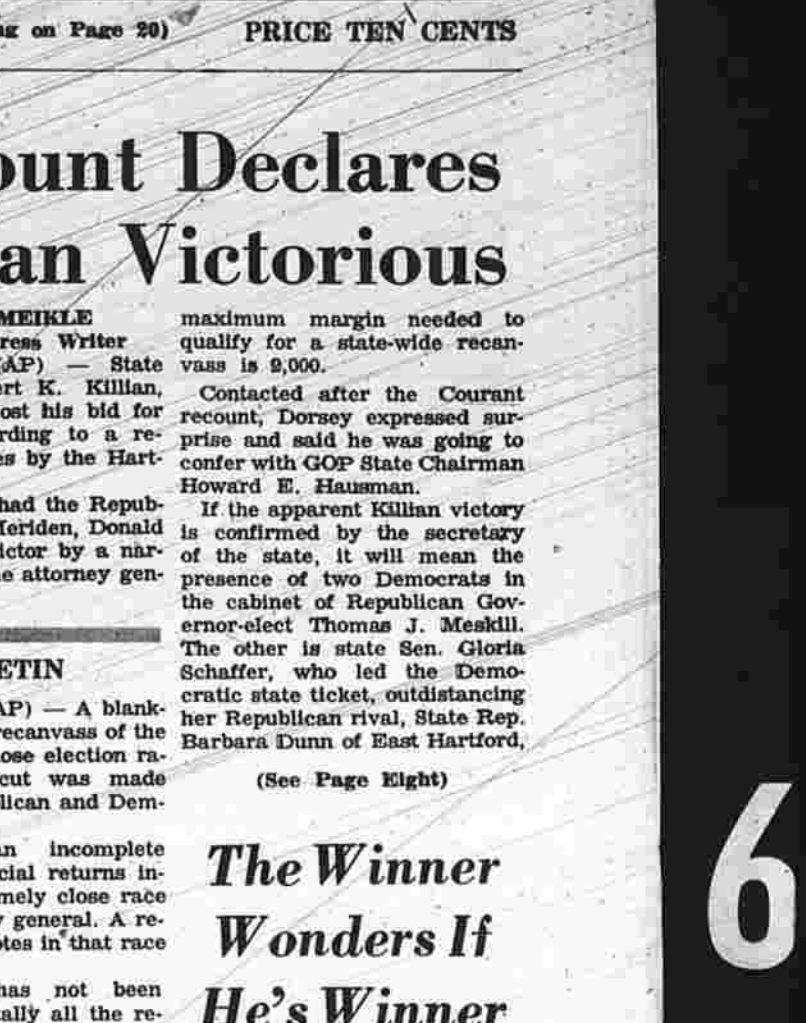 on Page 20) PRICE TEN CENTS
ount Declares
an Victorious
MEIKLE
ress Writer
(AP) — State
ert K. Killian,
ost his bid for
rding to a re-
es by the Hart-
had the Repub-
Meriden, Donald
ictor by a nar-
e attorney gen-
ETIN
AP) — A blank-
recanvass of the
ose election ra-
cut was made
lican and Dem-
an incomplete
cial returns in-
mely close race
y general. A re-
otes in that race
has not been
ally all the re-
maximum margin needed to
qualify for a state-wide recan-
vass is 2,000.
Contacted after the Courant
recount, Dorsey expressed sur-
prise and said he was going to
confer with GOP State Chairman
Howard E. Hausman.
If the apparent Killian victory
is confirmed by the secretary
of the state, it will mean the
presence of two Democrats in
the cabinet of Republican Gov-
ernor-elect Thomas J. Meskill.
The other is state Sen. Gloria
Schaffer, who led the Demo-
cratic state ticket, outdistancing
her Republican rival, State Rep.
Barbara Dunn of East Hartford,
(See Page Eight)
The Winner
Wonders If
He's Winner
6